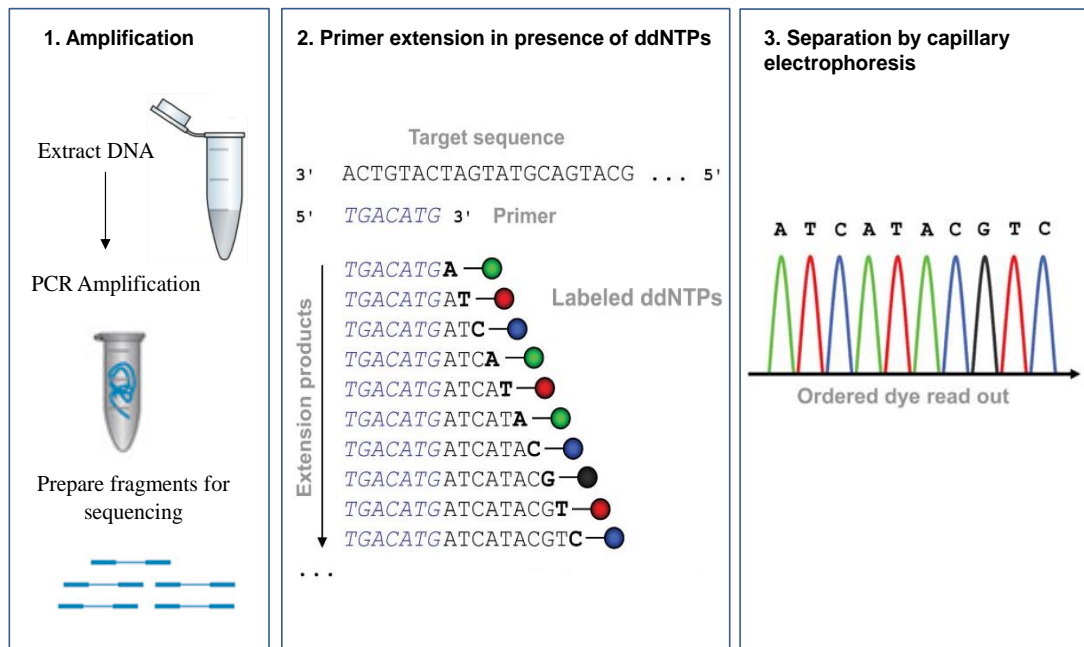 1. Amplification
Extract DNA
PCR Amplification
Prepare fragments for
sequencing
2. Primer extension in presence of ddNTPs
Target sequence
3' ACTGTACTAGTATGCAGTACG ... 5'
5' TGACATG 3' Primer
Extension products
Labeled ddNTPs
TGACATGA
TGACATGAT
TGACATGATC
TGACATGATCA
TGACATGATCAT
TGACATGATCATA
TGACATGATCATAC
TGACATGATCATACG
TGACATGATCATACGT
TGACATGATCATACGTC
...
3. Separation by capillary
electrophoresis
A T C A T A C G T C
Ordered dye read out